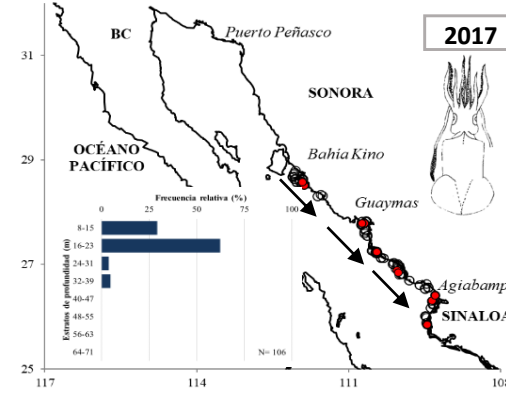 2017
31
BC
Puerto Peñasco
SONORA
OCÉANO
PACÍFICO
29
Bahia Kino
Frecuencia relativa (%)
0 25 50 75 100
Guaymas
Estratos de profundidad (m)
8-15
16-23
24-31
32-39
40-47
48-55
56-63
64-71
N= 106
27
Agiabamp
SINALOA
25
117 114 111 108